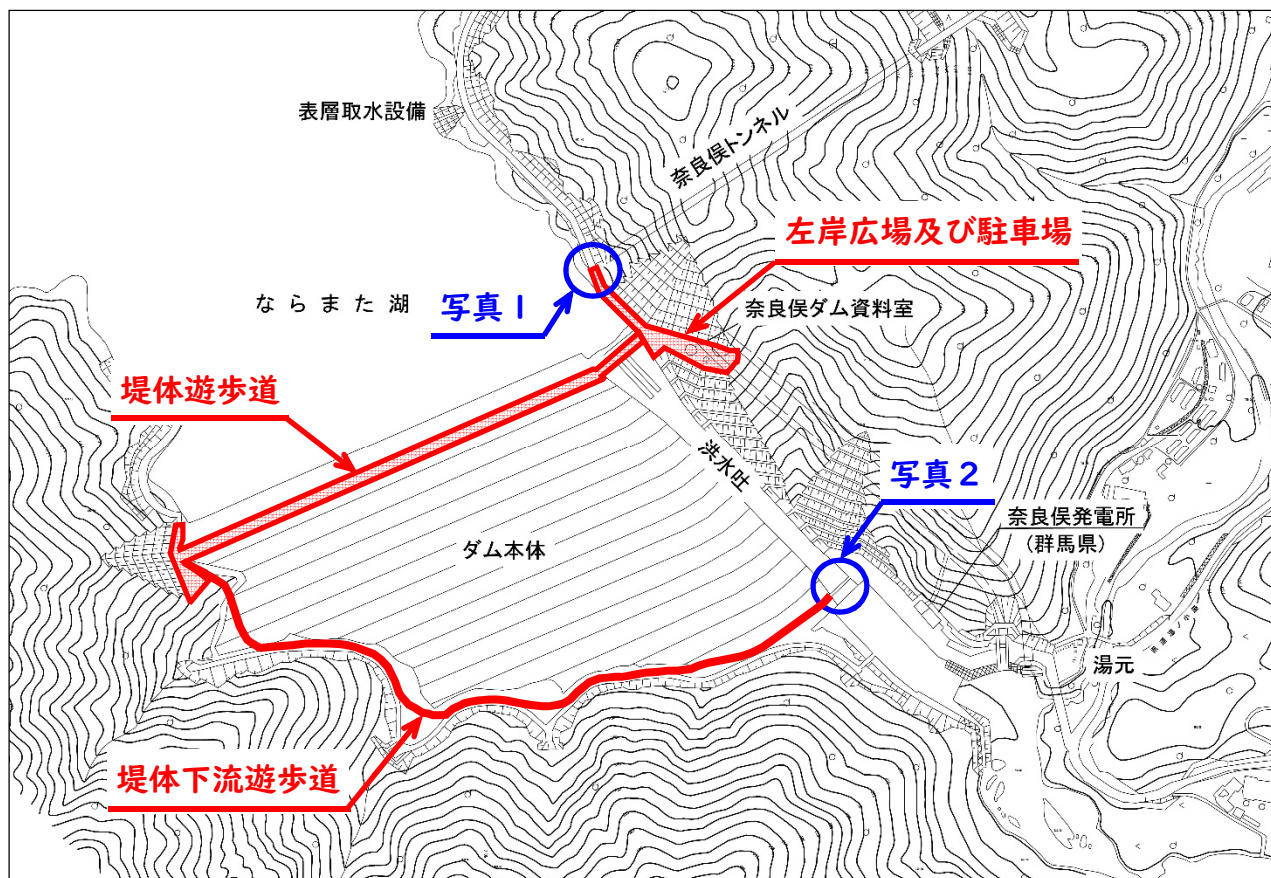 表層取水設備
奈良俣トンネル
左岸広場及び駐車場
ならまた湖
写真1
奈良俣ダム資料室
堤体遊歩道
洪水吐
写真2
奈良俣発電所
(群馬県)
ダム本体
湯元
堤体下流遊歩道